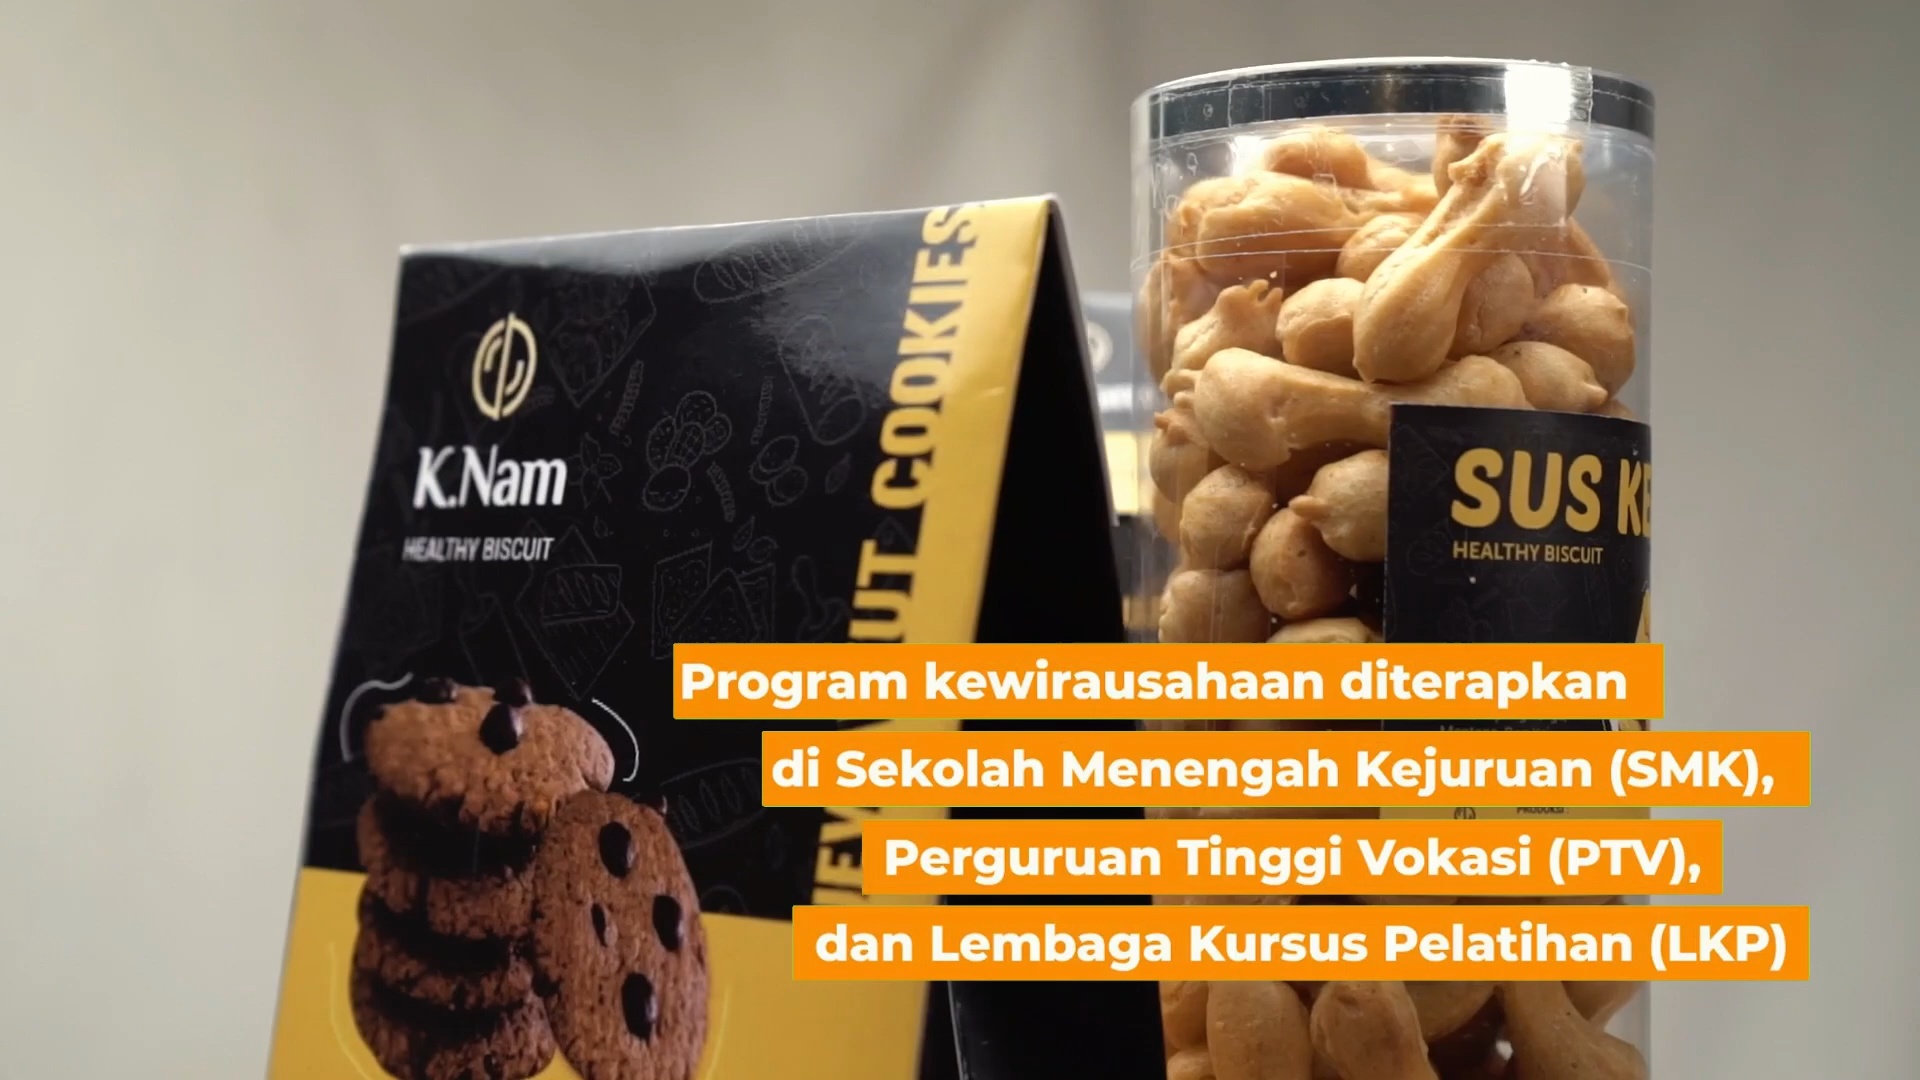 K.Nam
HEALTHY BISCUIT
COOKIES
SUS
HEALTHY BISCUIT
Program kewirausahaan diterapkan
di Sekolah Menengah Kejuruan (SMK),
Perguruan Tinggi Vokasi (PTV),
dan Lembaga Kursus Pelatihan (LKP)